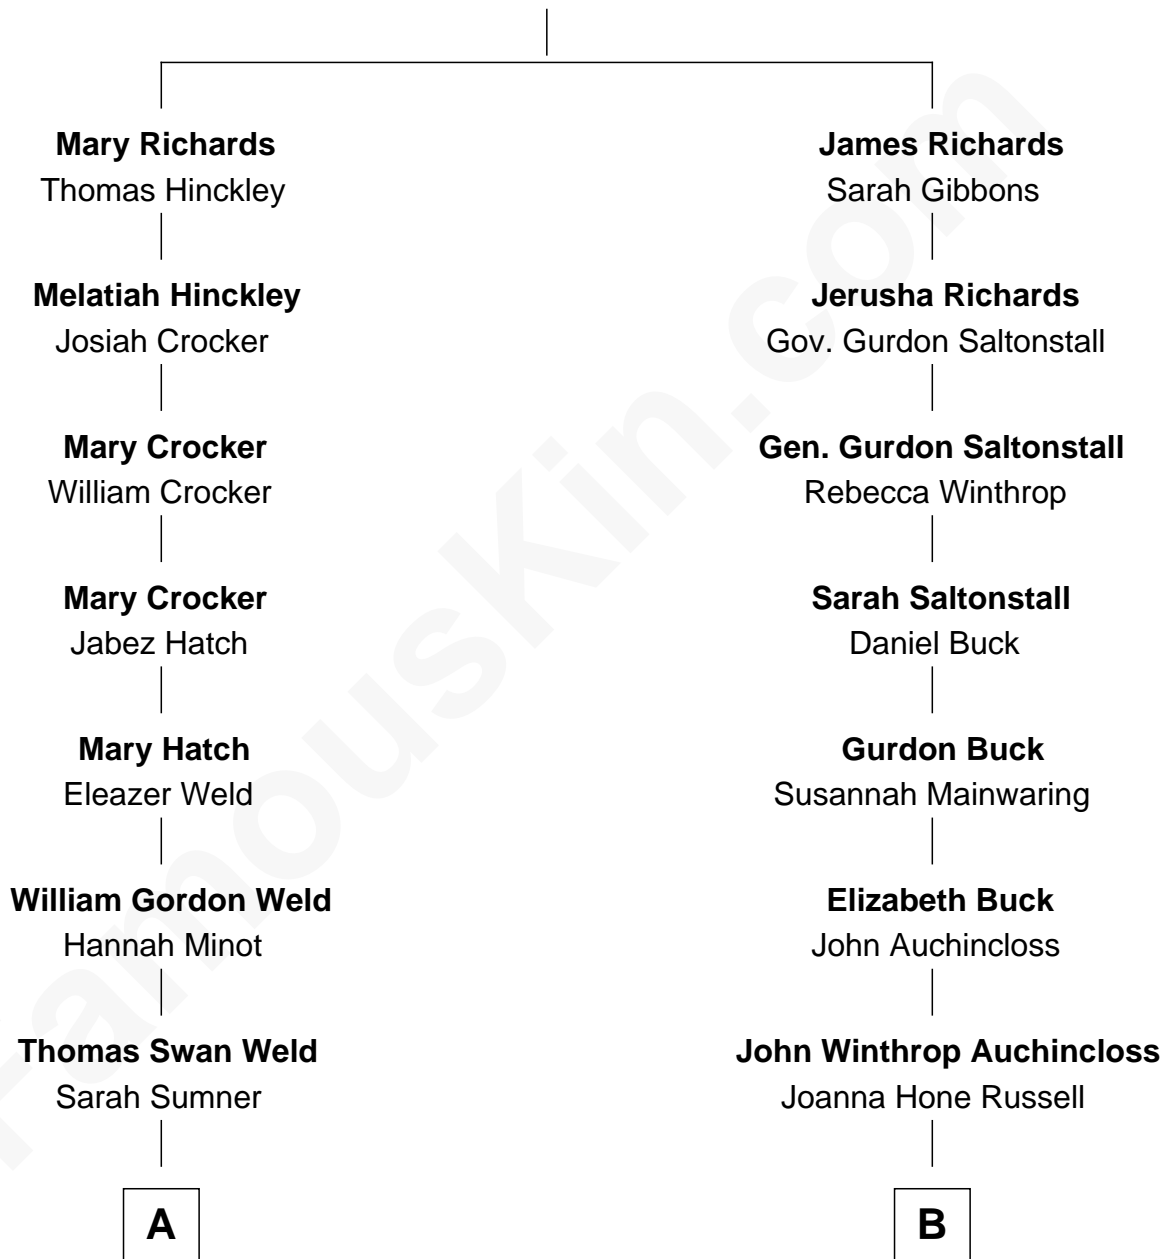 Mary Richards
Thomas Hinckley
James Richards
Sarah Gibbons
Melatiah Hinckley
Josiah Crocker
Jerusha Richards
Gov. Gurdon Saltonstall
Mary Crocker
William Crocker
Gen. Gurdon Saltonstall
Rebecca Winthrop
Mary Crocker
Jabez Hatch
Sarah Saltonstall
Daniel Buck
Mary Hatch
Eleazer Weld
Gurdon Buck
Susannah Mainwaring
William Gordon Weld
Hannah Minot
Elizabeth Buck
John Auchincloss
Thomas Swan Weld
Sarah Sumner
John Winthrop Auchincloss
Joanna Hone Russell
A
B
FamousKin.com